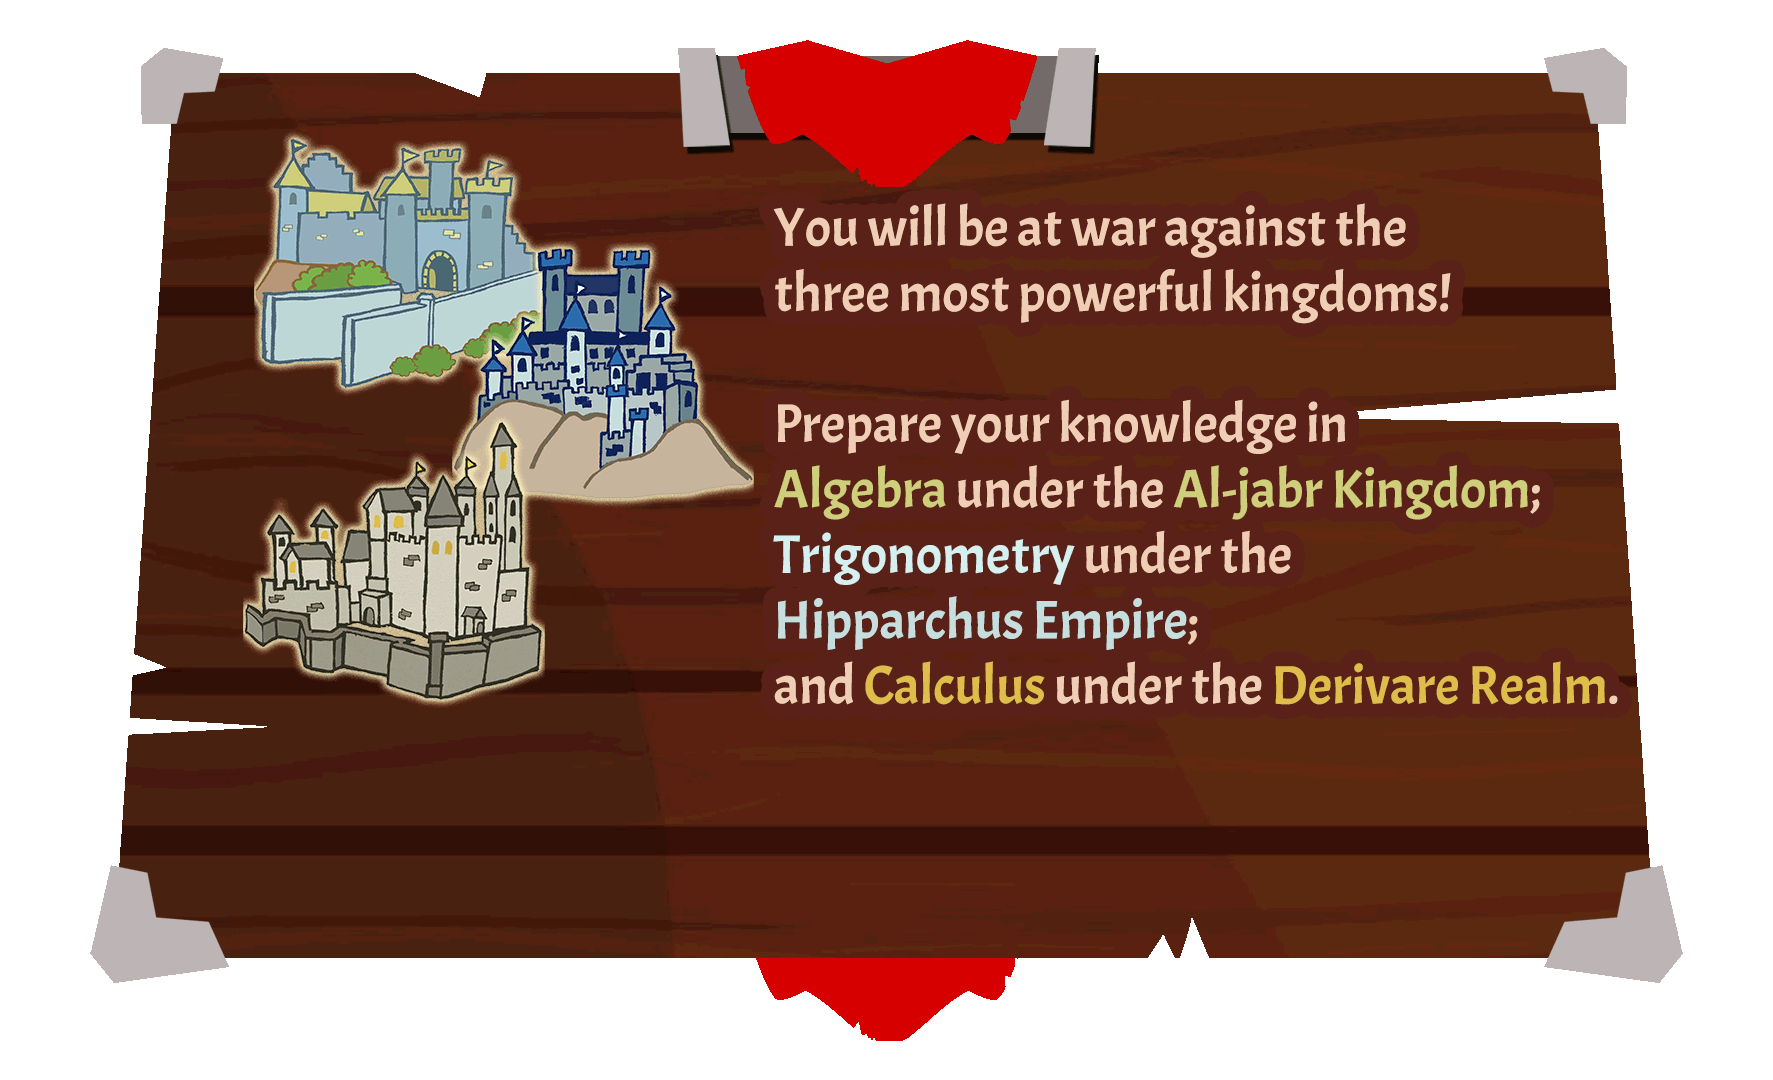 You will be at war against the
three most powerful kingdoms!
Prepare your knowledge in
Algebra under the Al-jabr Kingdom;
Trigonometry under the
Hipparchus Empire;
and Calculus under the Derivare Realm.